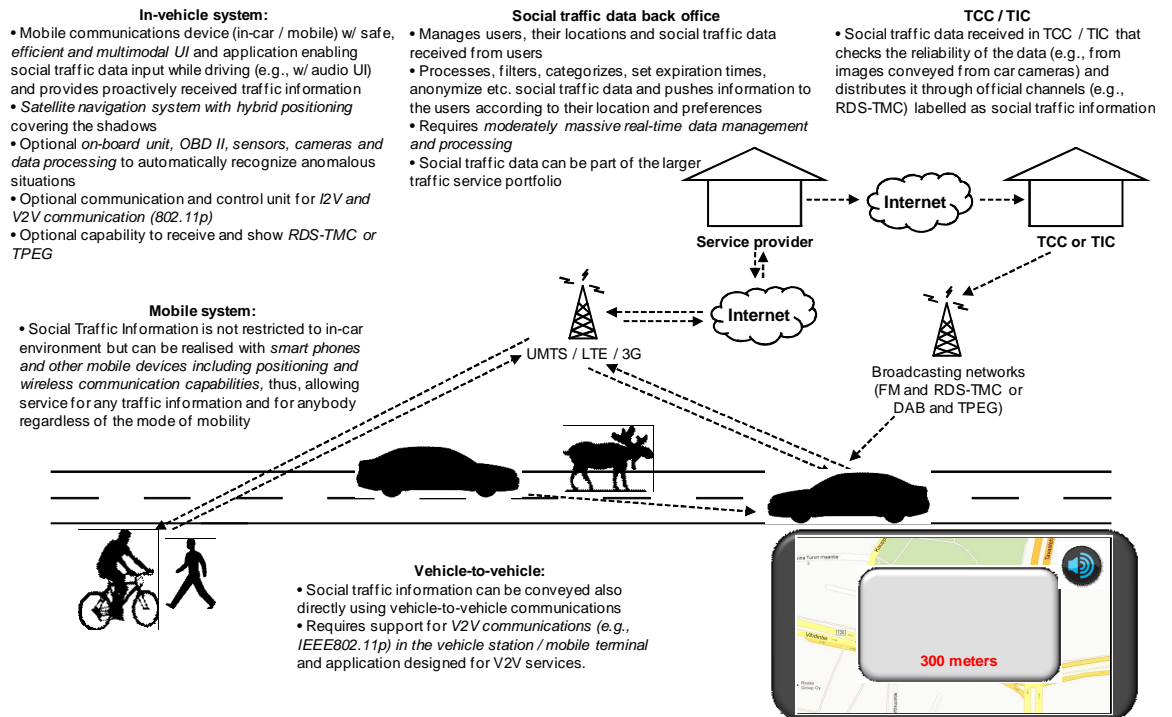 In-vehicle system:
• Mobile communications device (in-car / mobile) w/ safe,
efficient and multimodal UI and application enabling
social traffic data input while driving (e.g., w/ audio UI)
and provides proactively received traffic information
• Satellite navigation system with hybrid positioning
covering the shadows
• Optional on-board unit, OBD II, sensors, cameras and
data processing to automatically recognize anomalous
situations
• Optional communication and control unit for I2V and
V2V communication (802.11p)
• Optional capability to receive and show RDS-TMC or
TPEG
Social traffic data back office
• Manages users, their locations and social traffic data
received from users
• Processes, filters, categorizes, set expiration times,
anonymize etc. social traffic data and pushes information to
the users according to their location and preferences
• Requires moderately massive real-time data management
and processing
• Social traffic data can be part of the larger
traffic service portfolio
TCC / TIC
• Social traffic data received in TCC / TIC that
checks the reliability of the data (e.g., from
images conveyed from car cameras) and
distributes it through official channels (e.g.,
RDS-TMC) labelled as social traffic information
Internet
Service provider
TCC or TIC
Internet
Mobile system:
• Social Traffic Information is not restricted to in-car
environment but can be realised with smart phones
and other mobile devices including positioning and
wireless communication capabilities, thus, allowing
service for any traffic information and for anybody
regardless of the mode of mobility
UMTS / LTE / 3G
Broadcasting networks
(FM and RDS-TMC or
DAB and TPEG)
Vehicle-to-vehicle:
• Social traffic information can be conveyed also
directly using vehicle-to-vehicle communications
• Requires support for V2V communications (e.g.,
IEEE802.11p) in the vehicle station / mobile terminal
and application designed for V2V services.
Turun maantie
Vihdintie
120
300 meters
Group Oy